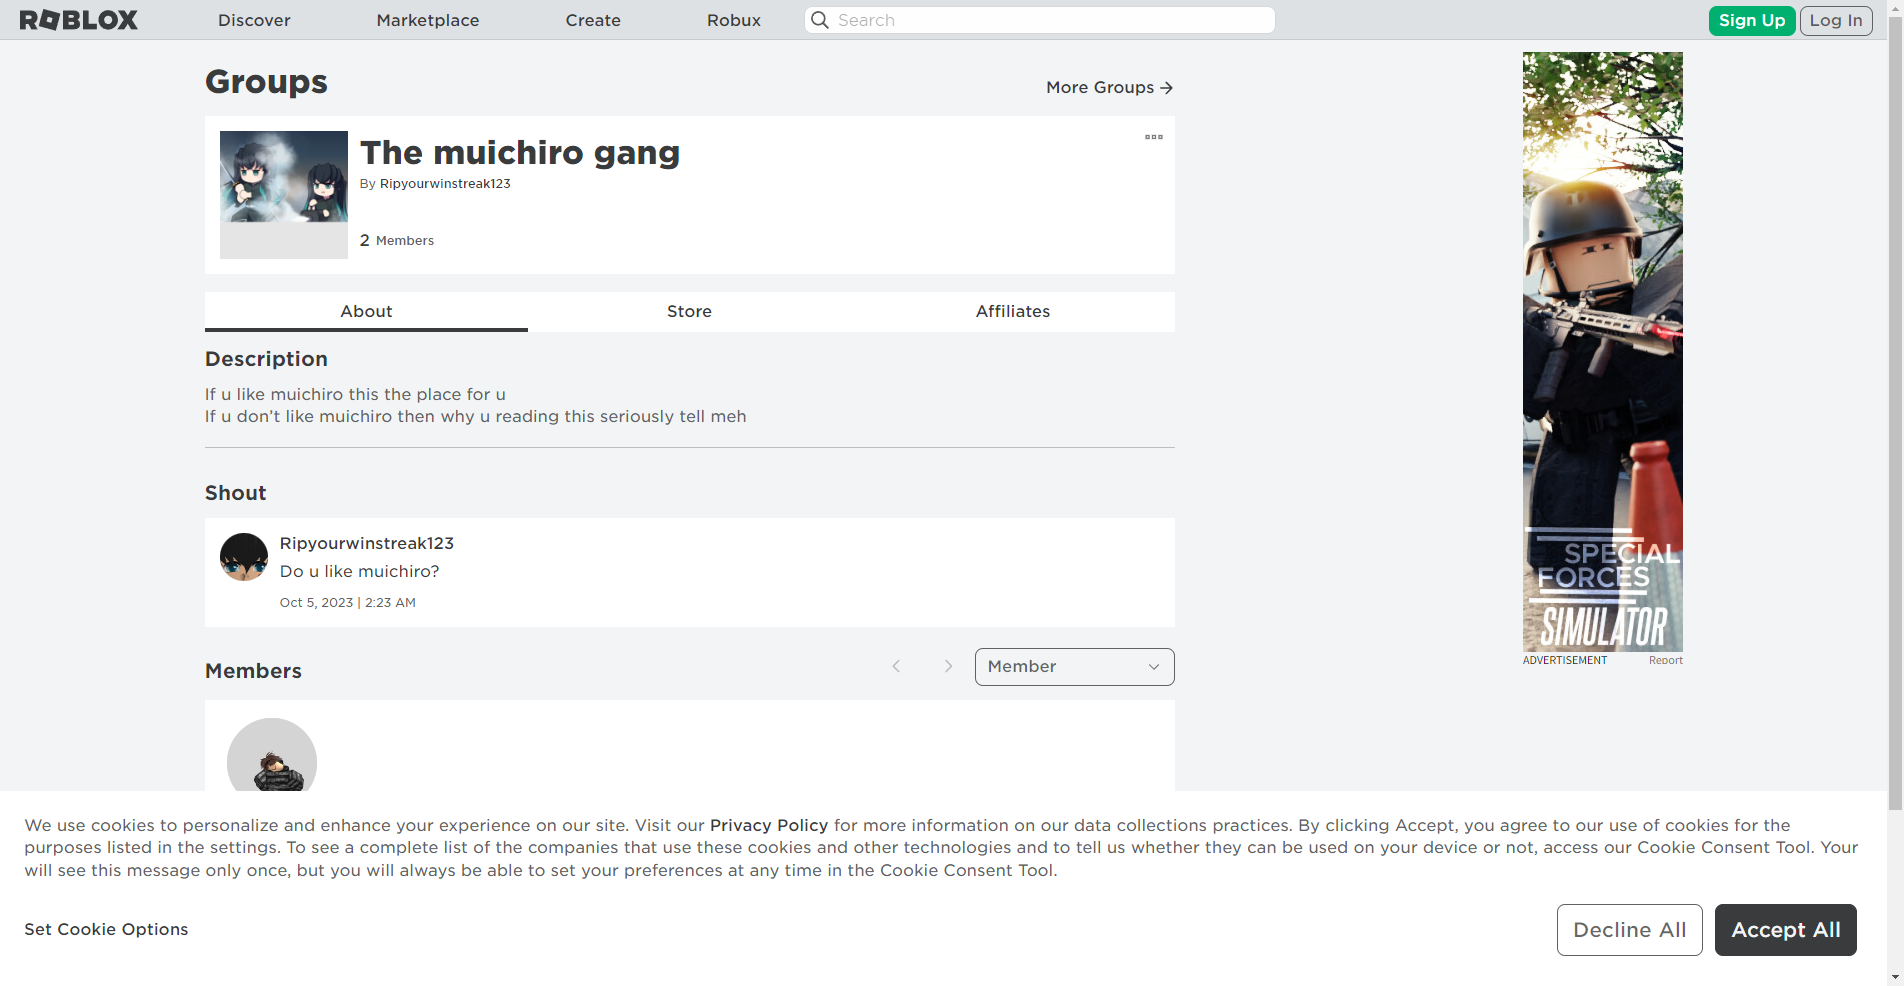 ROBLOX
Discover
Marketplace
Create
Robux
Search
Sign Up
Log In
Groups
More Groups
The muichiro gang
By Ripyourwinstreak123
2 Members
About
Store
Affiliates
Description
If u like muichiro this the place for u
If u don’t like muichiro then why u reading this seriously tell meh
Shout
Ripyourwinstreak123
Do u like muichiro?
Oct 5, 2023 | 2:23 AM
Members
Member
SPECIAL
FORCES
SIMULATOR
ADVERTISEMENT
Report
We use cookies to personalize and enhance your experience on our site. Visit our Privacy Policy for more information on our data collections practices. By clicking Accept, you agree to our use of cookies for the
purposes listed in the settings. To see a complete list of the companies that use these cookies and other technologies and to tell us whether they can be used on your device or not, access our Cookie Consent Tool. Your
will see this message only once, but you will always be able to set your preferences at any time in the Cookie Consent Tool.
Set Cookie Options
Decline All
Accept All